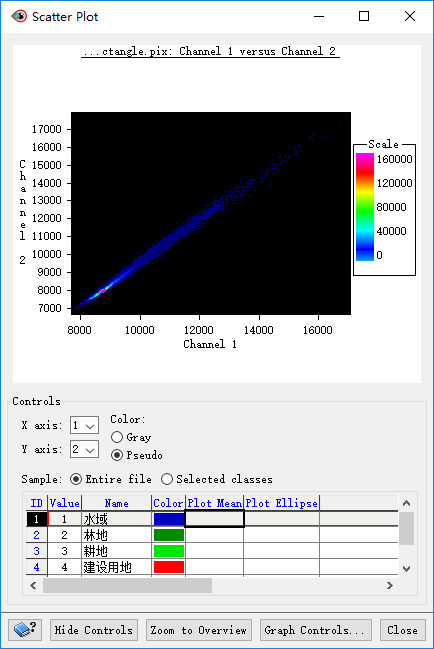 Scatter Plot
...ctangle.pix: Channel 1 versus Channel 2
17000
16000
15000
14000
13000
12000
11000
10000
9000
8000
7000
Channel 2
8000 10000 12000 14000 16000
Channel 1
Scale
160000
120000
80000
40000
0
Controls
X axis: 1
Y axis: 2
Color:
Gray
Pseudo
Sample: Entire file Selected classes
ID Value Name Color Plot Mean Plot Ellipse
1 1 水域
2 2 林地
3 3 耕地
4 4 建设用地
? Hide Controls Zoom to Overview Graph Controls... Close